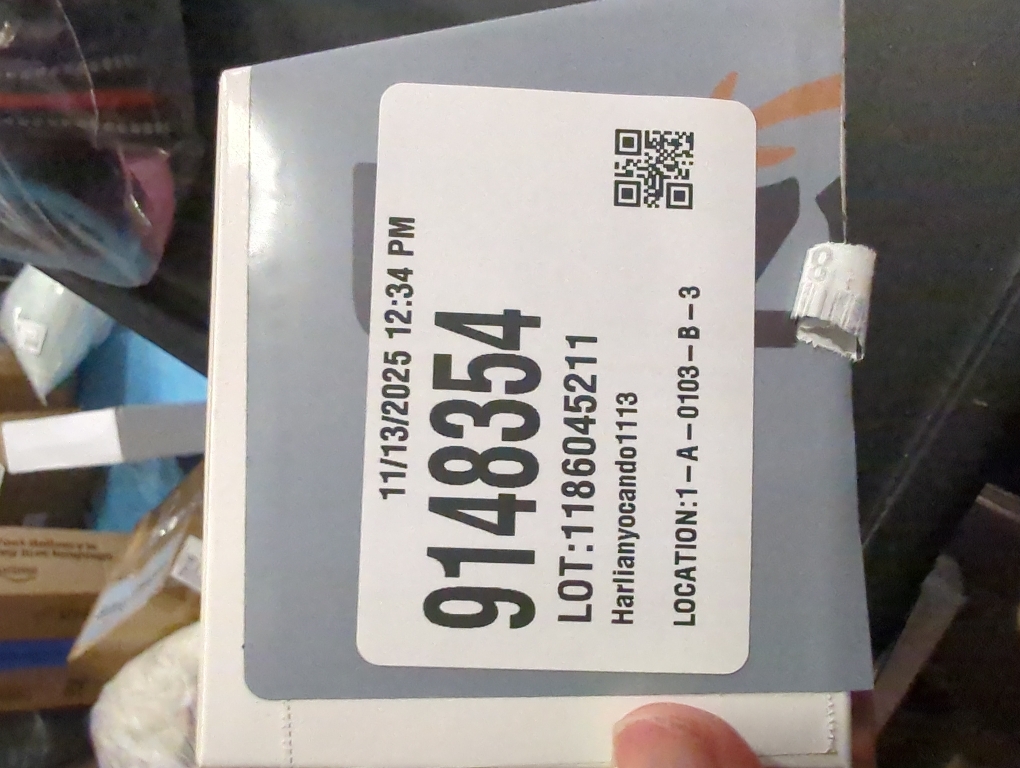 11/13/2025 12:34 PM
9148354
LOT:1186045211
Harlianyocando1113
LOCATION:1-A-0103-B-3